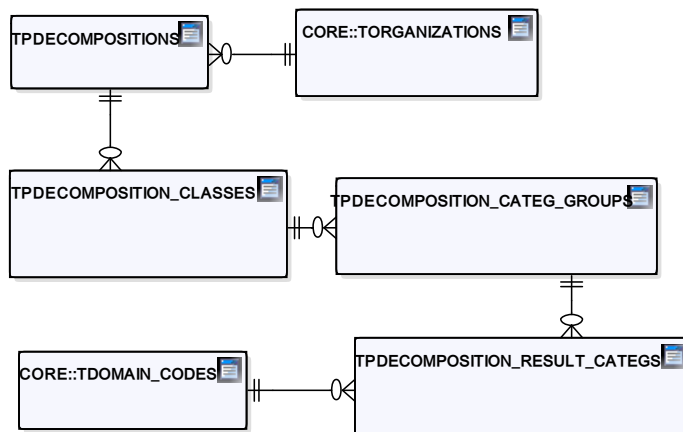 TPDECOMPOSITIONS
CORE::TORGANIZATIONS
TPDECOMPOSITION_CLASSES
TPDECOMPOSITION_CATEG_GROUPS
CORE::TDOMAIN_CODES
TPDECOMPOSITION_RESULT_CATEGS